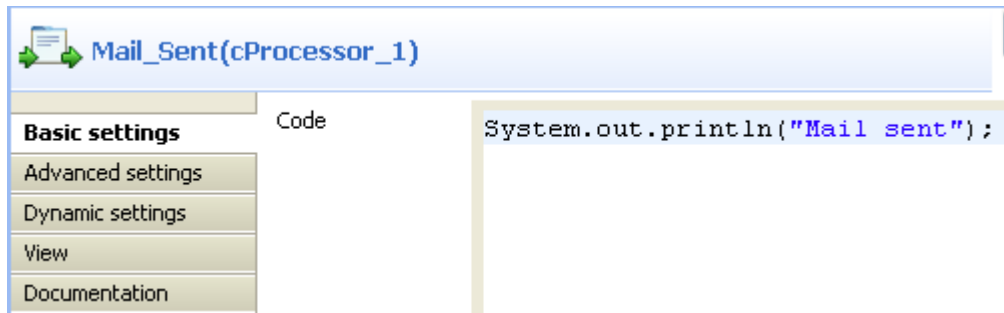 Mail_Sent(cProcessor_1)
Basic settings
Advanced settings
Dynamic settings
View
Documentation
Code
System.out.println("Mail sent");